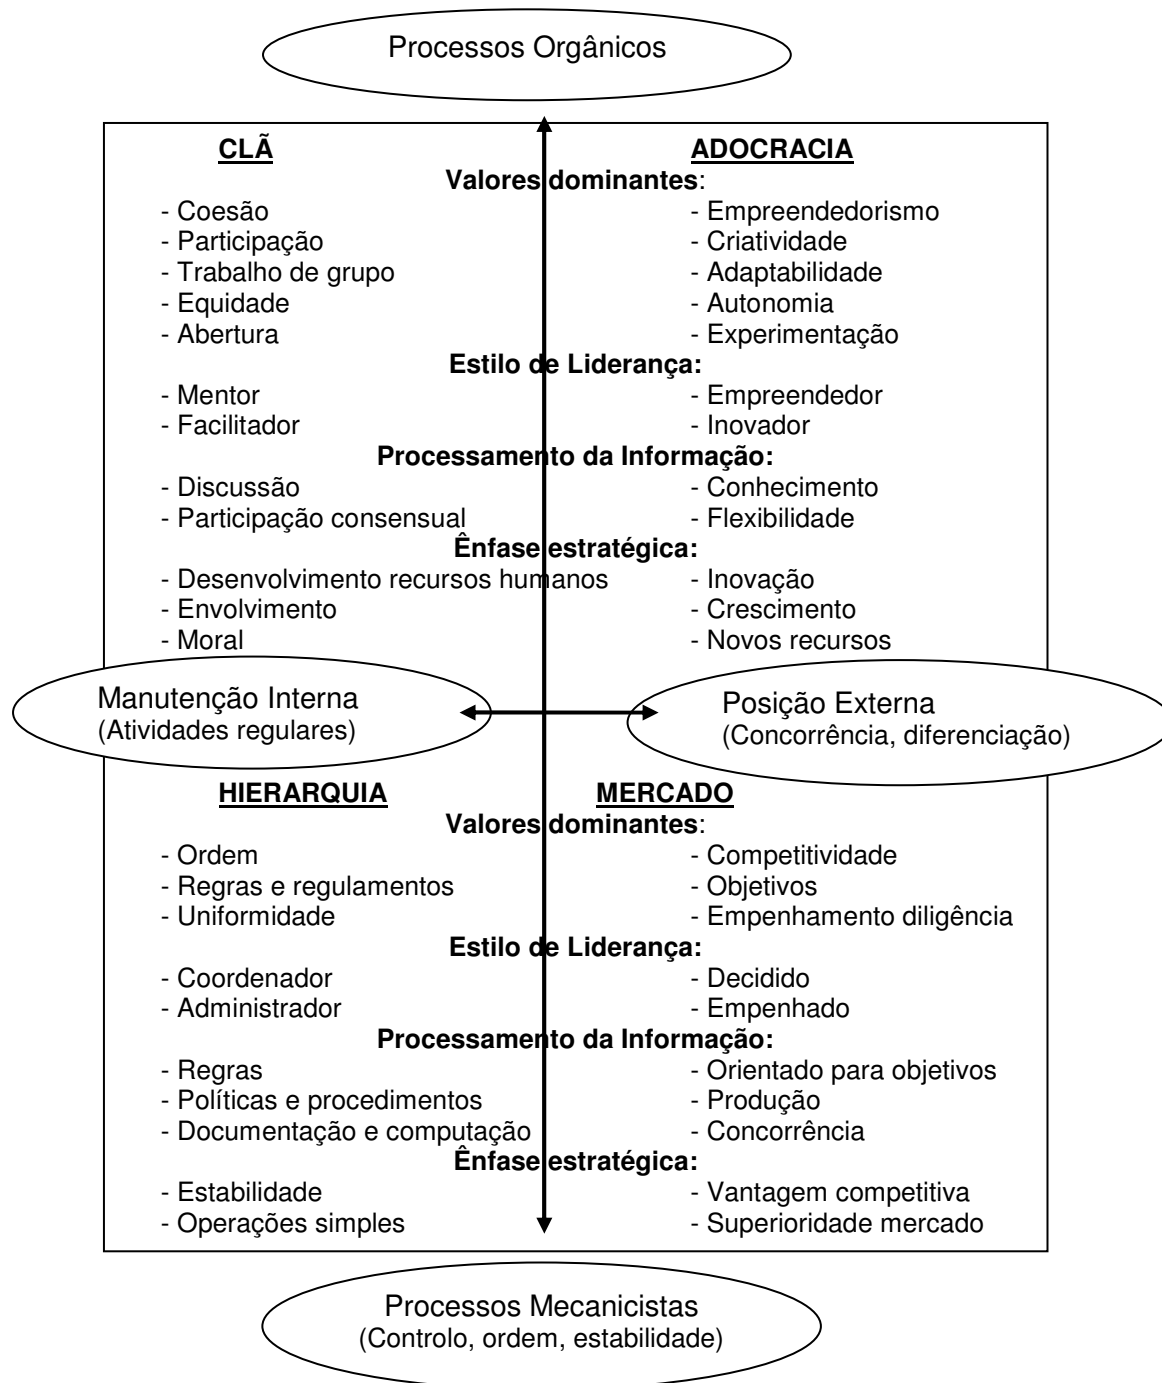 Processos Orgânicos
CLÃ ADOCRACIA
Valores dominantes:
- Coesão - Empreendedorismo
- Participação - Criatividade
- Trabalho de grupo - Adaptabilidade
- Equidade - Autonomia
- Abertura - Experimentação
Estilo de Liderança:
- Mentor - Empreendedor
- Facilitador - Inovador
Processamento da Informação:
- Discussão - Conhecimento
- Participação consensual - Flexibilidade
Ênfase estratégica:
- Desenvolvimento recursos humanos - Inovação
- Envolvimento - Crescimento
- Moral - Novos recursos
Manutenção Interna Posição Externa
(Atividades regulares) (Concorrência, diferenciação)
HIERARQUIA MERCADO
Valores dominantes:
- Ordem - Competitividade
- Regras e regulamentos - Objetivos
- Uniformidade - Empenhamento diligência
Estilo de Liderança:
- Coordenador - Decidido
- Administrador - Empenhado
Processamento da Informação:
- Regras - Orientado para objetivos
- Políticas e procedimentos - Produção
- Documentação e computação - Concorrência
Ênfase estratégica:
- Estabilidade - Vantagem competitiva
- Operações simples - Superioridade mercado
Processos Mecanicistas
(Controlo, ordem, estabilidade)